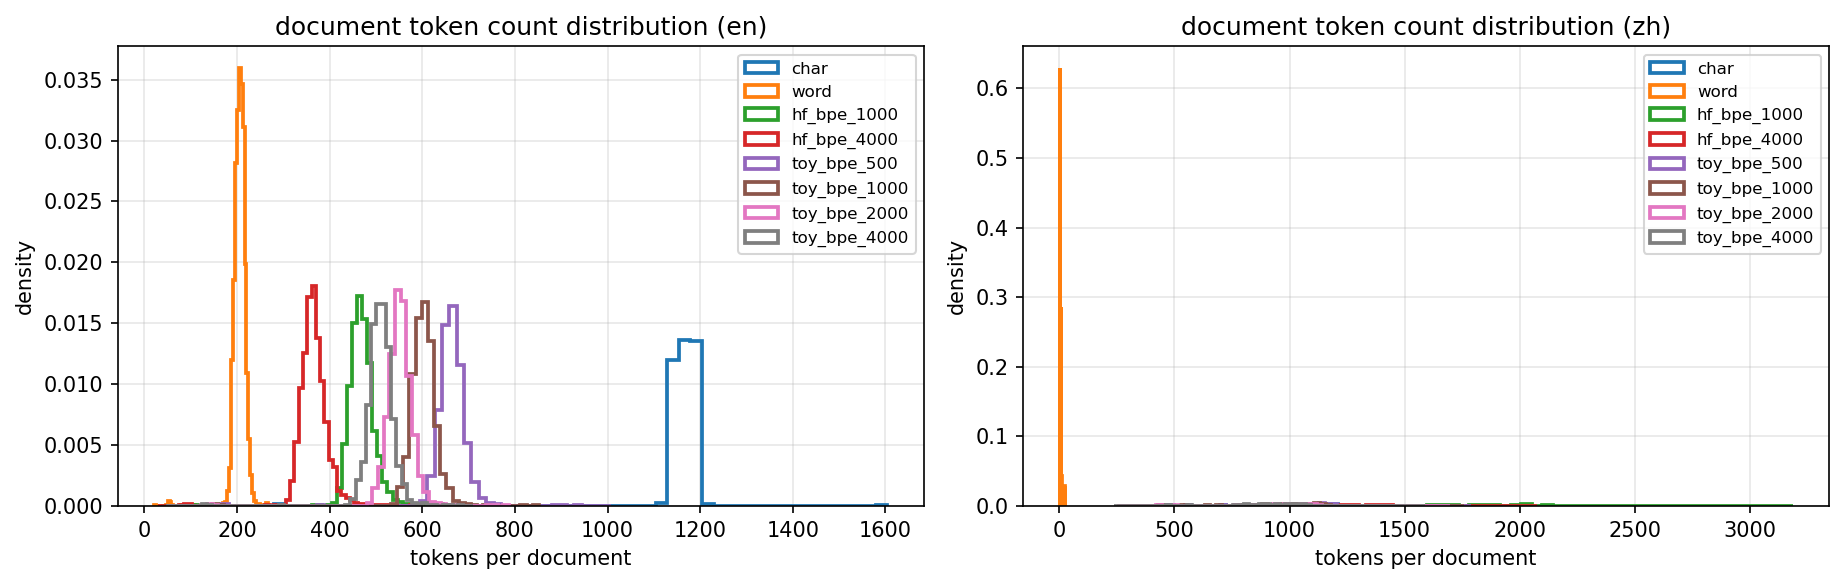 document token count distribution (en)
density
0.035
0.030
0.025
0.020
0.015
0.010
0.005
0.000
char
word
hf_bpe_1000
hf_bpe_4000
toy_bpe_500
toy_bpe_1000
toy_bpe_2000
toy_bpe_4000
0 200 400 600 800 1000 1200 1400 1600
tokens per document
document token count distribution (zh)
density
0.6
0.5
0.4
0.3
0.2
0.1
0.0
char
word
hf_bpe_1000
hf_bpe_4000
toy_bpe_500
toy_bpe_1000
toy_bpe_2000
toy_bpe_4000
0 500 1000 1500 2000 2500 3000
tokens per document